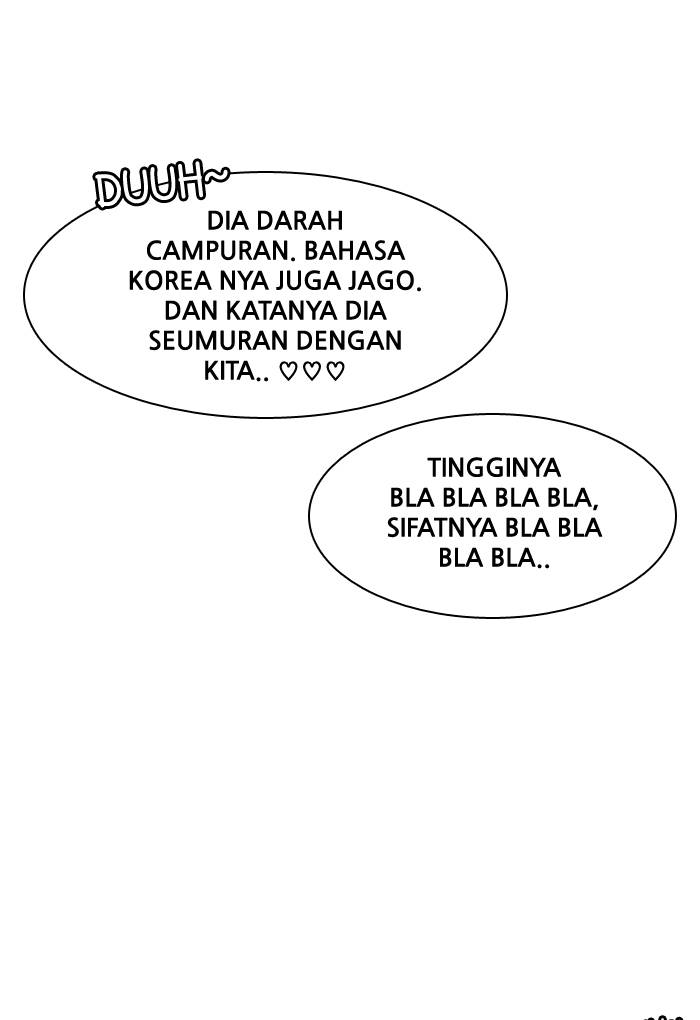 DUUH~
DIA DARAH
CAMPURAN. BAHASA
KOREA NYA JUGA JAGO.
DAN KATANYA DIA
SEUMURAN DENGAN
KITA.. ♡♡♡
TINGGINYA
BLA BLA BLA BLA,
SIFATNYA BLA BLA
BLA BLA..